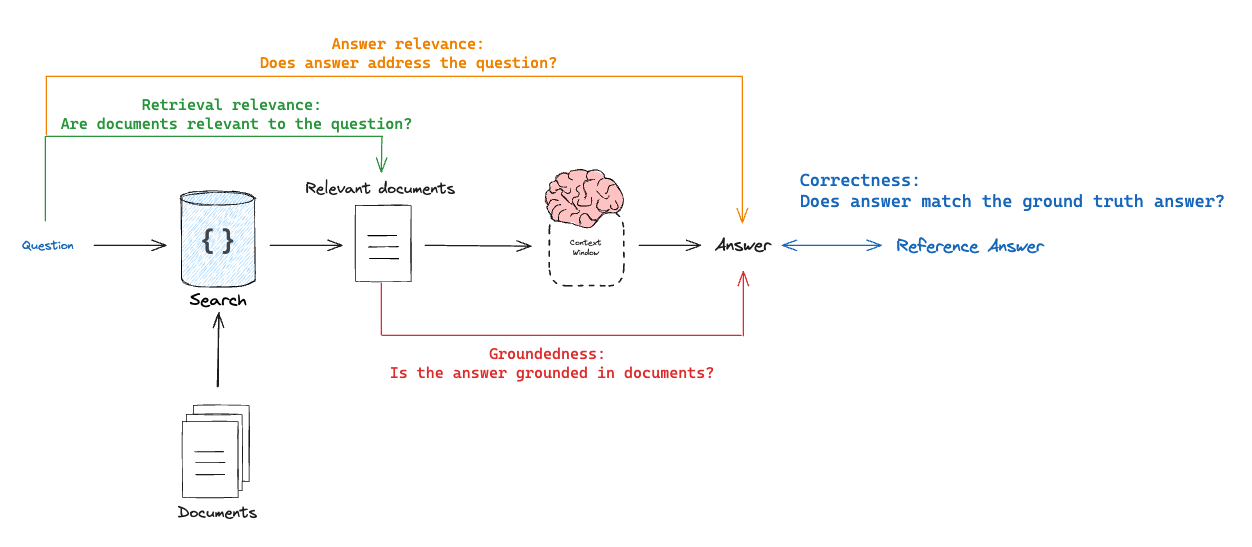 Answer relevance:
Does answer address the question?
Retrieval relevance:
Are documents relevant to the question?
Relevant documents
Correctness:
Does answer match the ground truth answer?
Question
{}
Context
Window
Answer
Reference Answer
Search
Groundedness:
Is the answer grounded in documents?
Documents